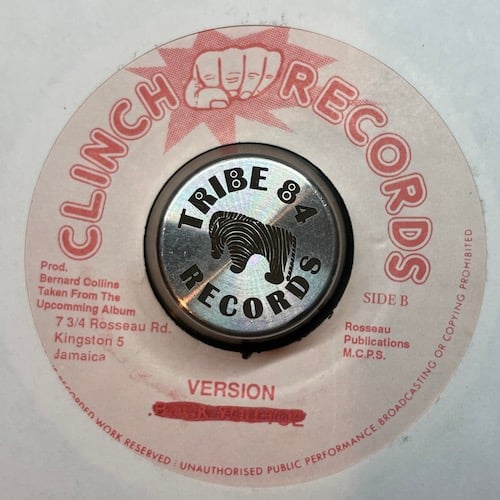 CLINCH RECORDS
TRIBE 84
RECORDS
Prod.
Bernard Collins
Taken From The
Upcomming Album
7 3/4 Rosseau Rd.
Kingston 5
Jamaica
SIDE B
Rosseau
Publications
M.C.P.S.
VERSION
WORK RESERVED : UNAUTHORISED PUBLIC PERFORMANCE, BROADCASTING OR COPYING PROHIBITED